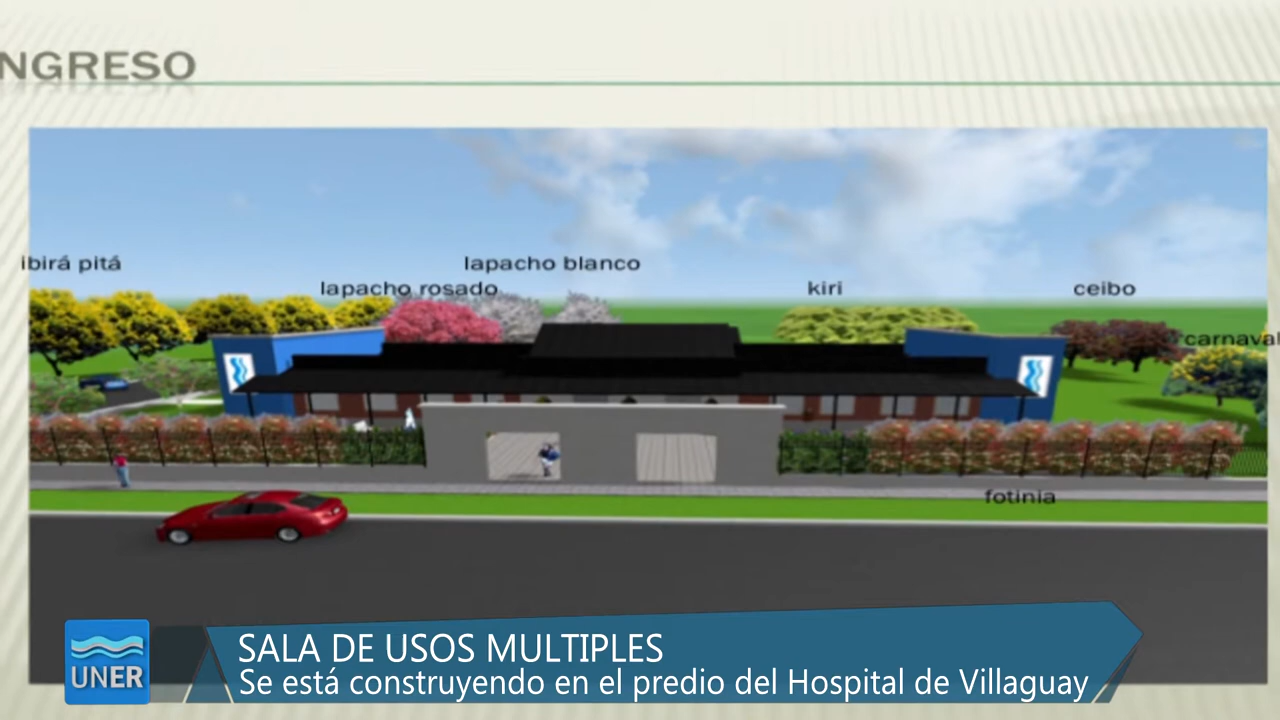 NGRESO
ibirá pitá
lapacho rosado
lapacho blanco
kiri
ceibo
carnaval
fotinia
UNER
SALA DE USOS MULTIPLES
Se está construyendo en el predio del Hospital de Villaguay